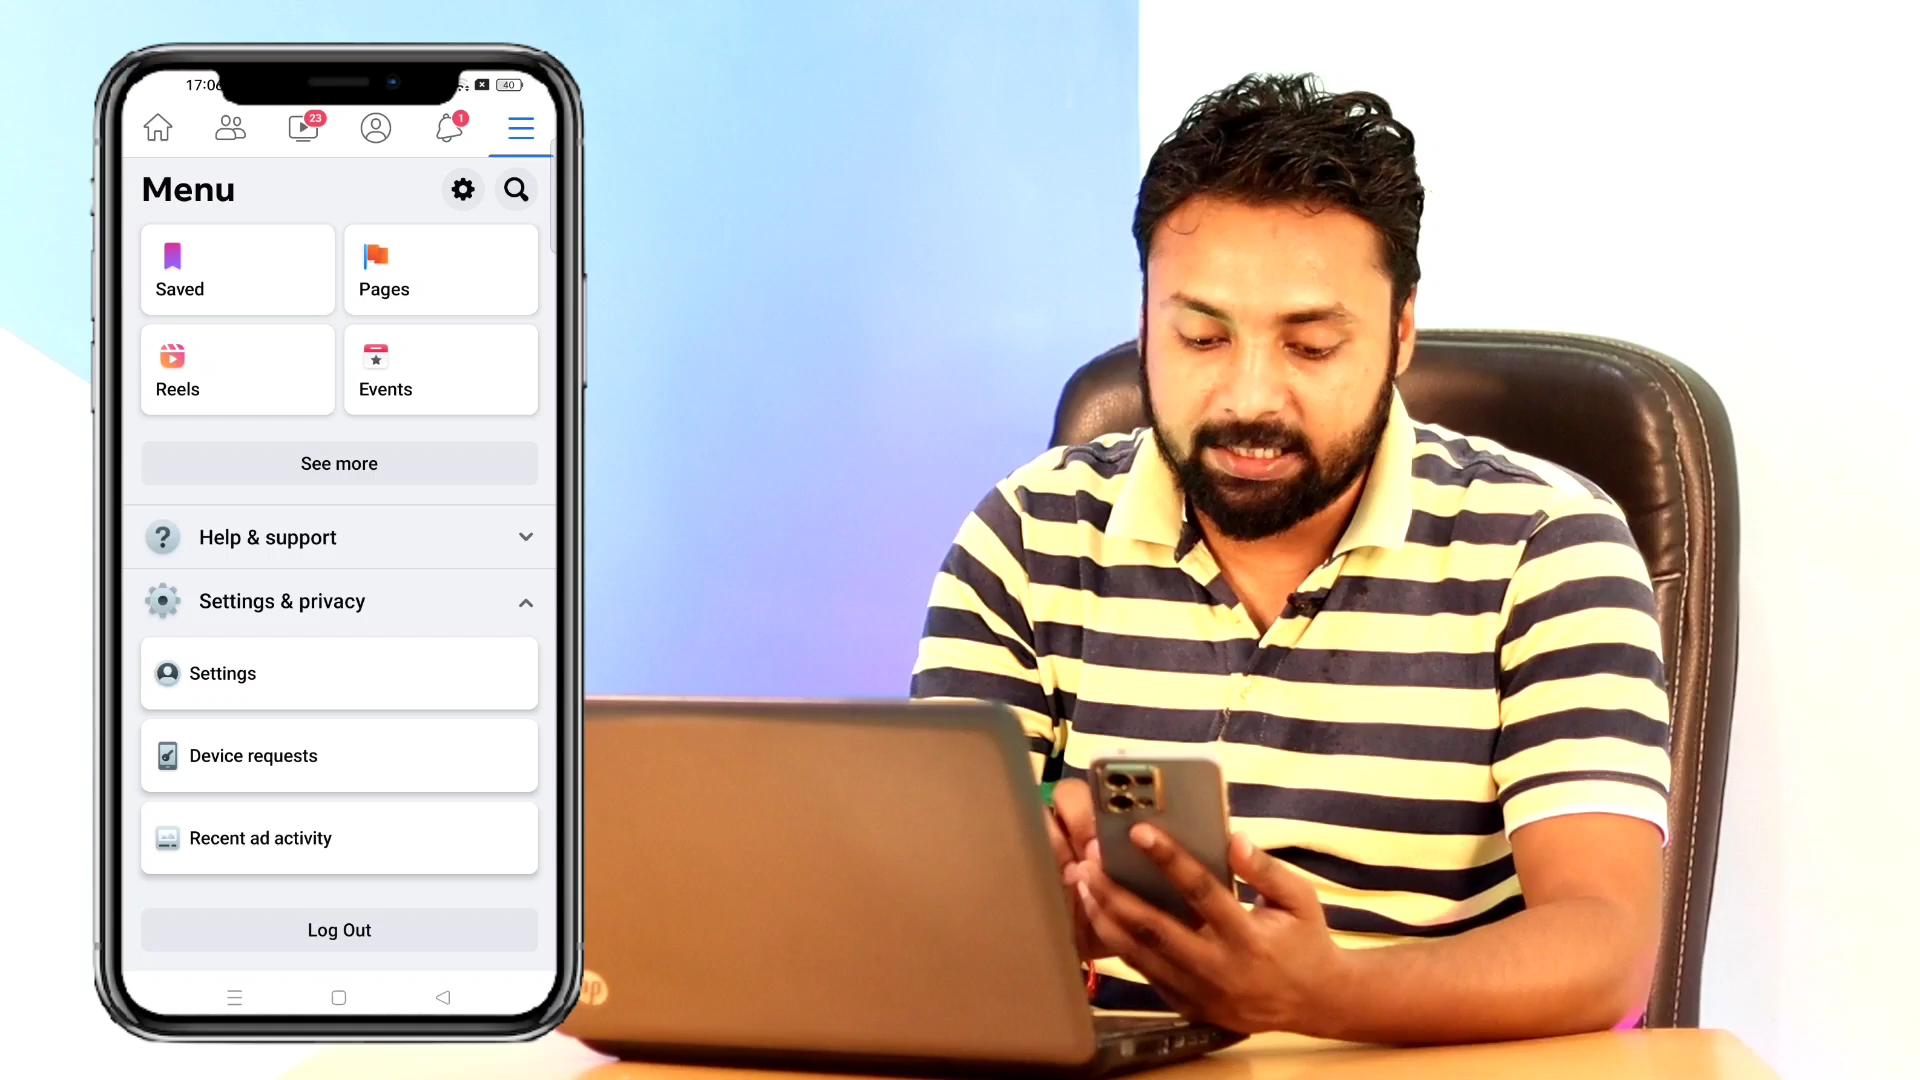 17:06
40
23
1
Menu
Saved
Pages
Reels
Events
See more
Help & support
Settings & privacy
Settings
Device requests
Recent ad activity
Log Out
hp